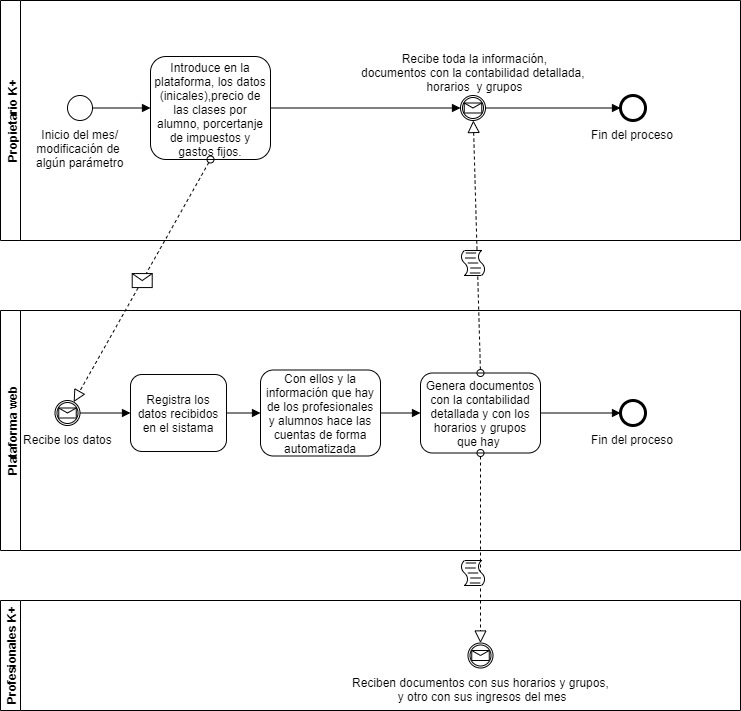 Propietario K+
Inicio del mes/
modificación de
algún parámetro
Introduce en la
plataforma, los datos
(inicales),precio de
las clases por
alumno, porcertanje
de impuestos y
gastos fijos.
Recibe toda la información,
documentos con la contabilidad detallada,
horarios y grupos
Fin del proceso
Plataforma web
Recibe los datos
Registra los
datos recibidos
en el sistama
Con ellos y la
información que hay
de los profesionales
y alumnos hace las
cuentas de forma
automatizada
Genera documentos
con la contabilidad
detallada y con los
horarios y grupos
que hay
Fin del proceso
Profesionales K+
Reciben documentos con sus horarios y grupos,
y otro con sus ingresos del mes